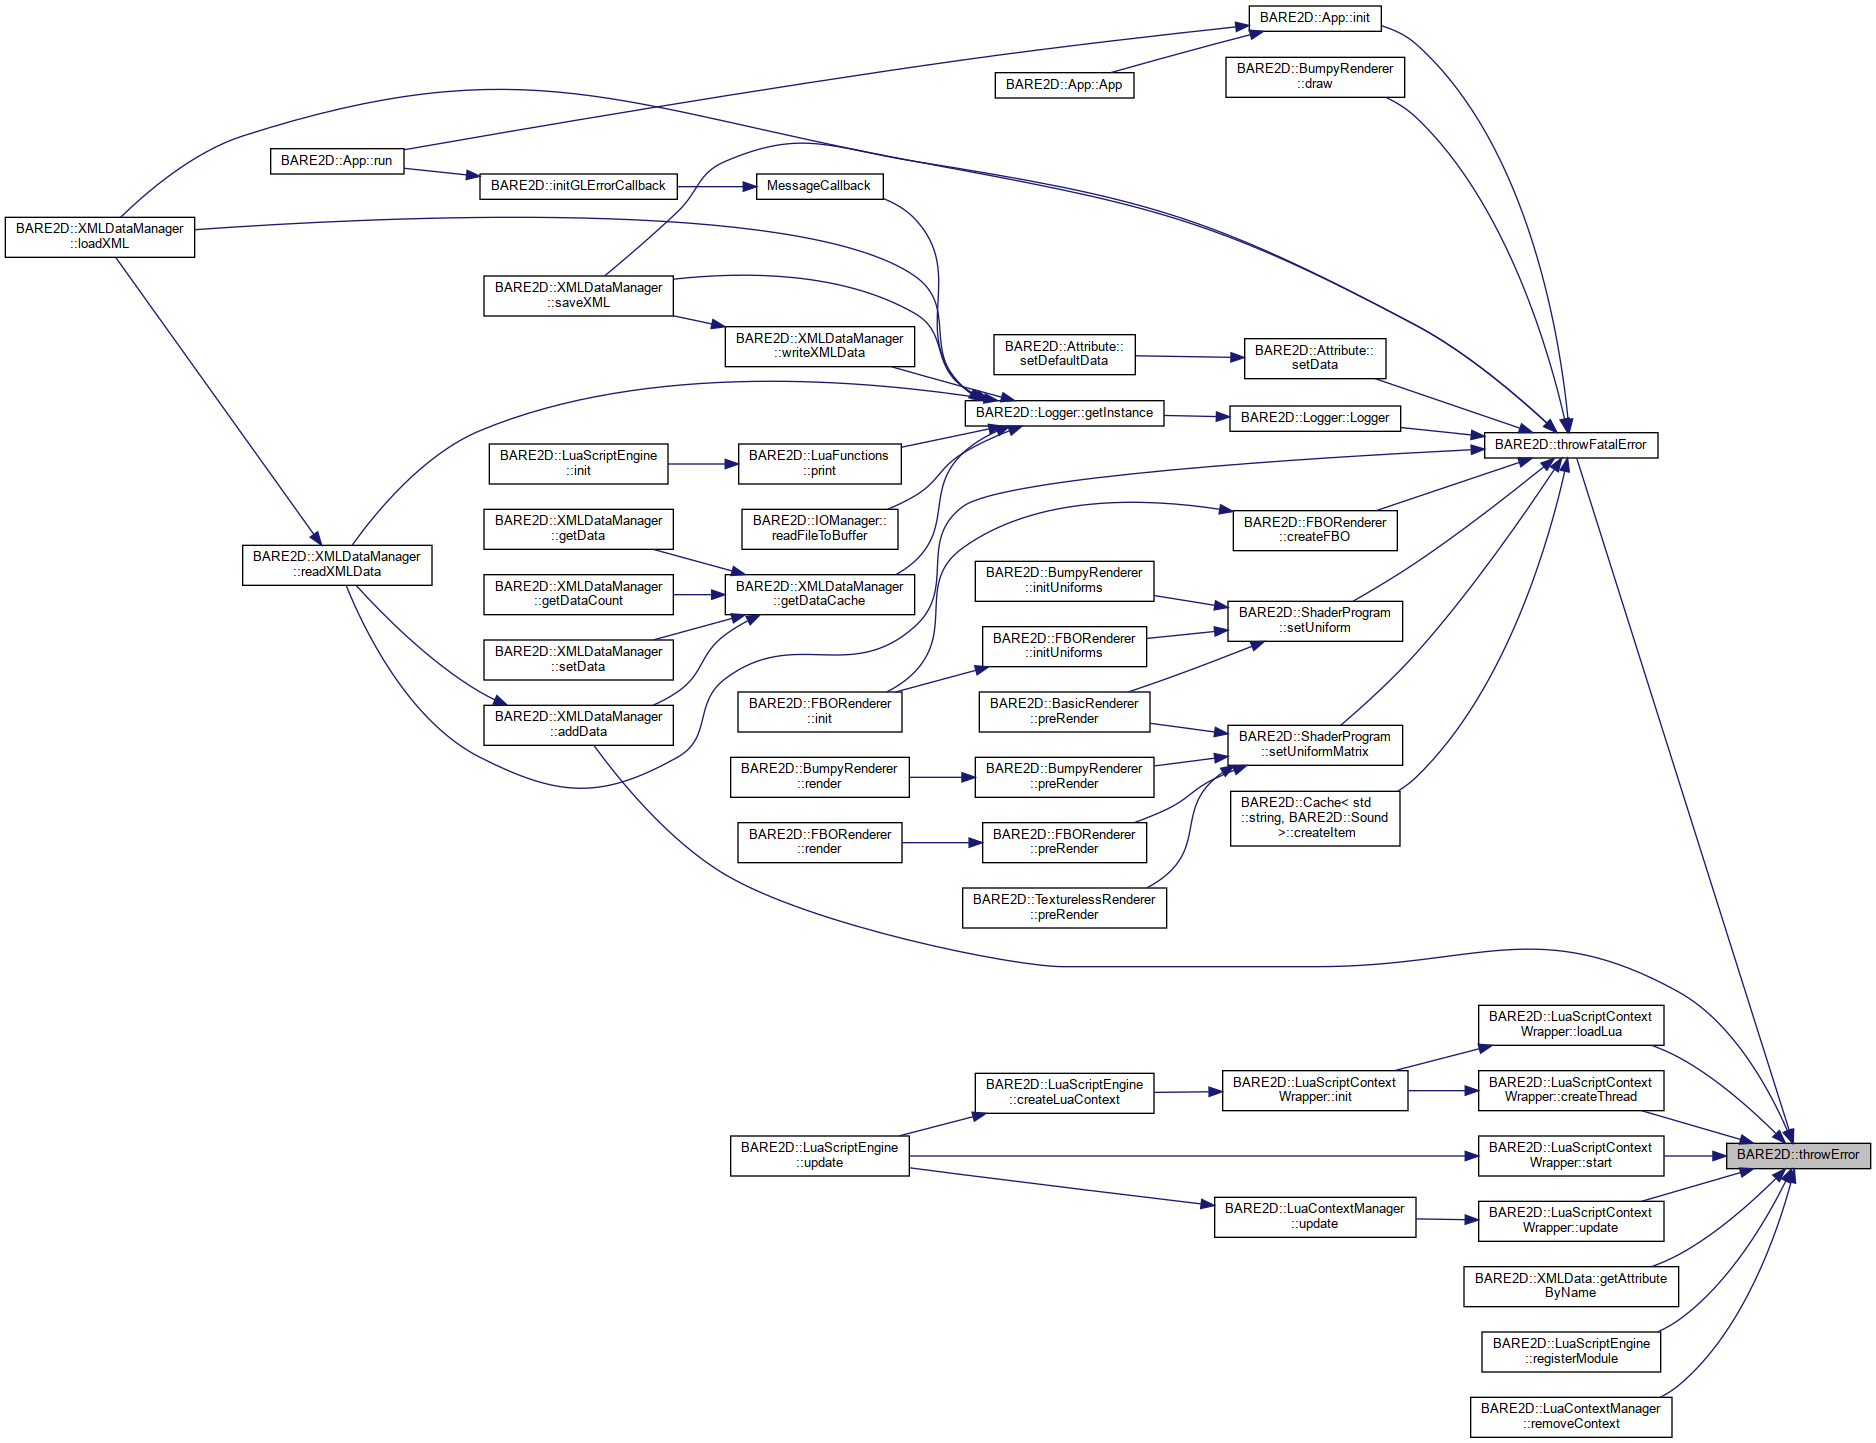 BARE2D::App::init
BARE2D::BumpyRenderer
::draw
BARE2D::App::App
BARE2D::App::run
BARE2D::initGLErrorCallback
MessageCallback
BARE2D::XMLDataManager
::loadXML
BARE2D::XMLDataManager
::saveXML
BARE2D::XMLDataManager
::writeXMLData
BARE2D::Attribute::
setDefaultData
BARE2D::Attribute::
setData
BARE2D::Logger::getInstance
BARE2D::Logger::Logger
BARE2D::throwFatalError
BARE2D::LuaScriptEngine
::init
BARE2D::LuaFunctions
::print
BARE2D::XMLDataManager
::getData
BARE2D::IOManager::
readFileToBuffer
BARE2D::FBORenderer
::createFBO
BARE2D::XMLDataManager
::readXMLData
BARE2D::XMLDataManager
::getDataCount
BARE2D::XMLDataManager
::getDataCache
BARE2D::BumpyRenderer
::initUniforms
BARE2D::ShaderProgram
::setUniform
BARE2D::XMLDataManager
::setData
BARE2D::FBORenderer
::initUniforms
BARE2D::XMLDataManager
::addData
BARE2D::FBORenderer
::init
BARE2D::BasicRenderer
::preRender
BARE2D::ShaderProgram
::setUniformMatrix
BARE2D::BumpyRenderer
::render
BARE2D::BumpyRenderer
::preRender
BARE2D::Cache< std
::string, BARE2D::Sound
>::createItem
BARE2D::FBORenderer
::render
BARE2D::FBORenderer
::preRender
BARE2D::TexturelessRenderer
::preRender
BARE2D::LuaScriptContext
Wrapper::loadLua
BARE2D::LuaScriptEngine
::createLuaContext
BARE2D::LuaScriptContext
Wrapper::init
BARE2D::LuaScriptContext
Wrapper::createThread
BARE2D::LuaScriptEngine
::update
BARE2D::LuaScriptContext
Wrapper::start
BARE2D::throwError
BARE2D::LuaContextManager
::update
BARE2D::LuaScriptContext
Wrapper::update
BARE2D::XMLData::getAttribute
ByName
BARE2D::LuaScriptEngine
::registerModule
BARE2D::LuaContextManager
::removeContext